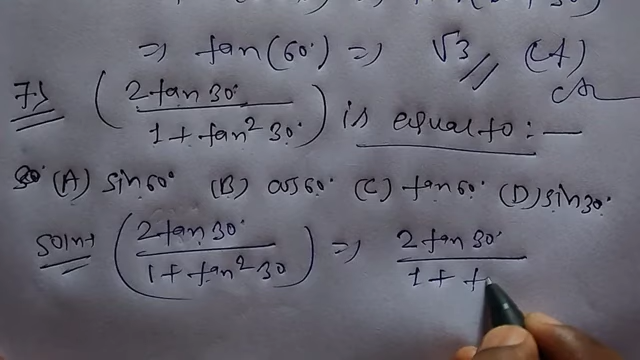 ⇒ tan(60° ⇒ √3 (A)
7) (2 tan 30° / 1 + tan² 30°) is equal to : —
(A) sin 60° (B) cos 60° (C) tan 60° (D) sin 30°
Soln (2 tan 30° / 1 + tan² 30) ⇒ 2 tan 30° / 1 + t